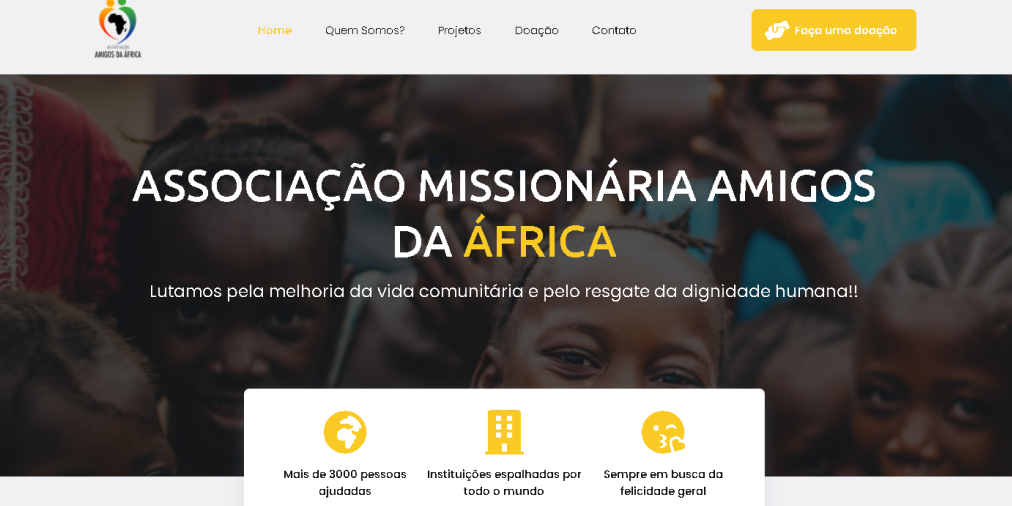 ASSOCIAÇÃO
AMIGOS DA ÁFRICA
Home
Quem Somos?
Projetos
Doação
Contato
Faça uma doação
ASSOCIAÇÃO MISSIONÁRIA AMIGOS
DA ÁFRICA
Lutamos pela melhoria da vida comunitária e pelo resgate da dignidade humana!!
Mais de 3000 pessoas
ajudadas
Instituições espalhadas por
todo o mundo
Sempre em busca da
felicidade geral